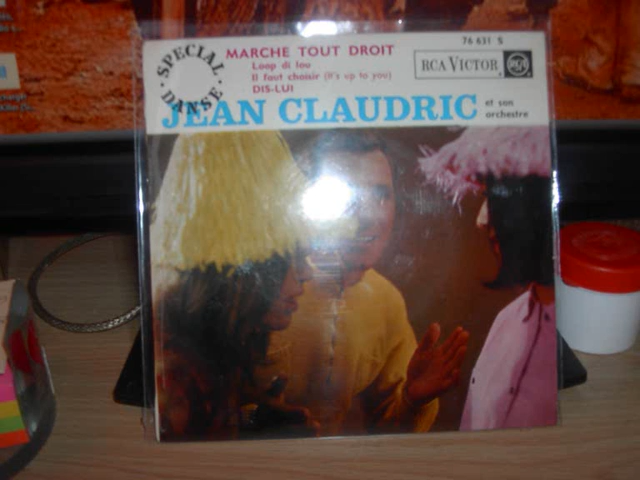 76 631 S
· SPECIAL ·
DANSE
MARCHE TOUT DROIT
Loop di lou
Il faut choisir (It's up to you)
DIS-LUI
RCA VICTOR
RCA
JEAN CLAUDRIC et son
orchestre